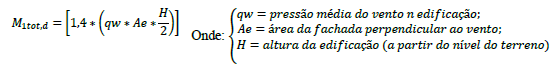 M₁tot,d = [1,4 * (qw * Ae * H/2)] Onde: { qw = pressão média do vento n edificação;
Ae = área da fachada perpendicular ao vento;
H = altura da edificação (a partir do nível do terreno)